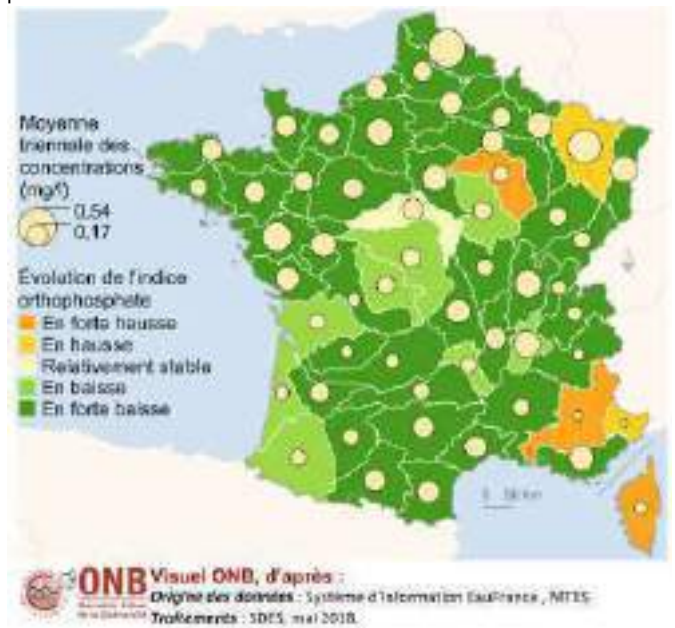 Moyenne
triennale des
concentrations
(mg/l)
0,54
0,17
Évolution de l'indice
orthophosphate
En forte hausse
En hausse
Relativement stable
En baisse
En forte baisse
ONB Visuel ONB, d'après :
Origine des données : Système d'Information EauFrance, MTES.
Traitements : SDES, mai 2018.